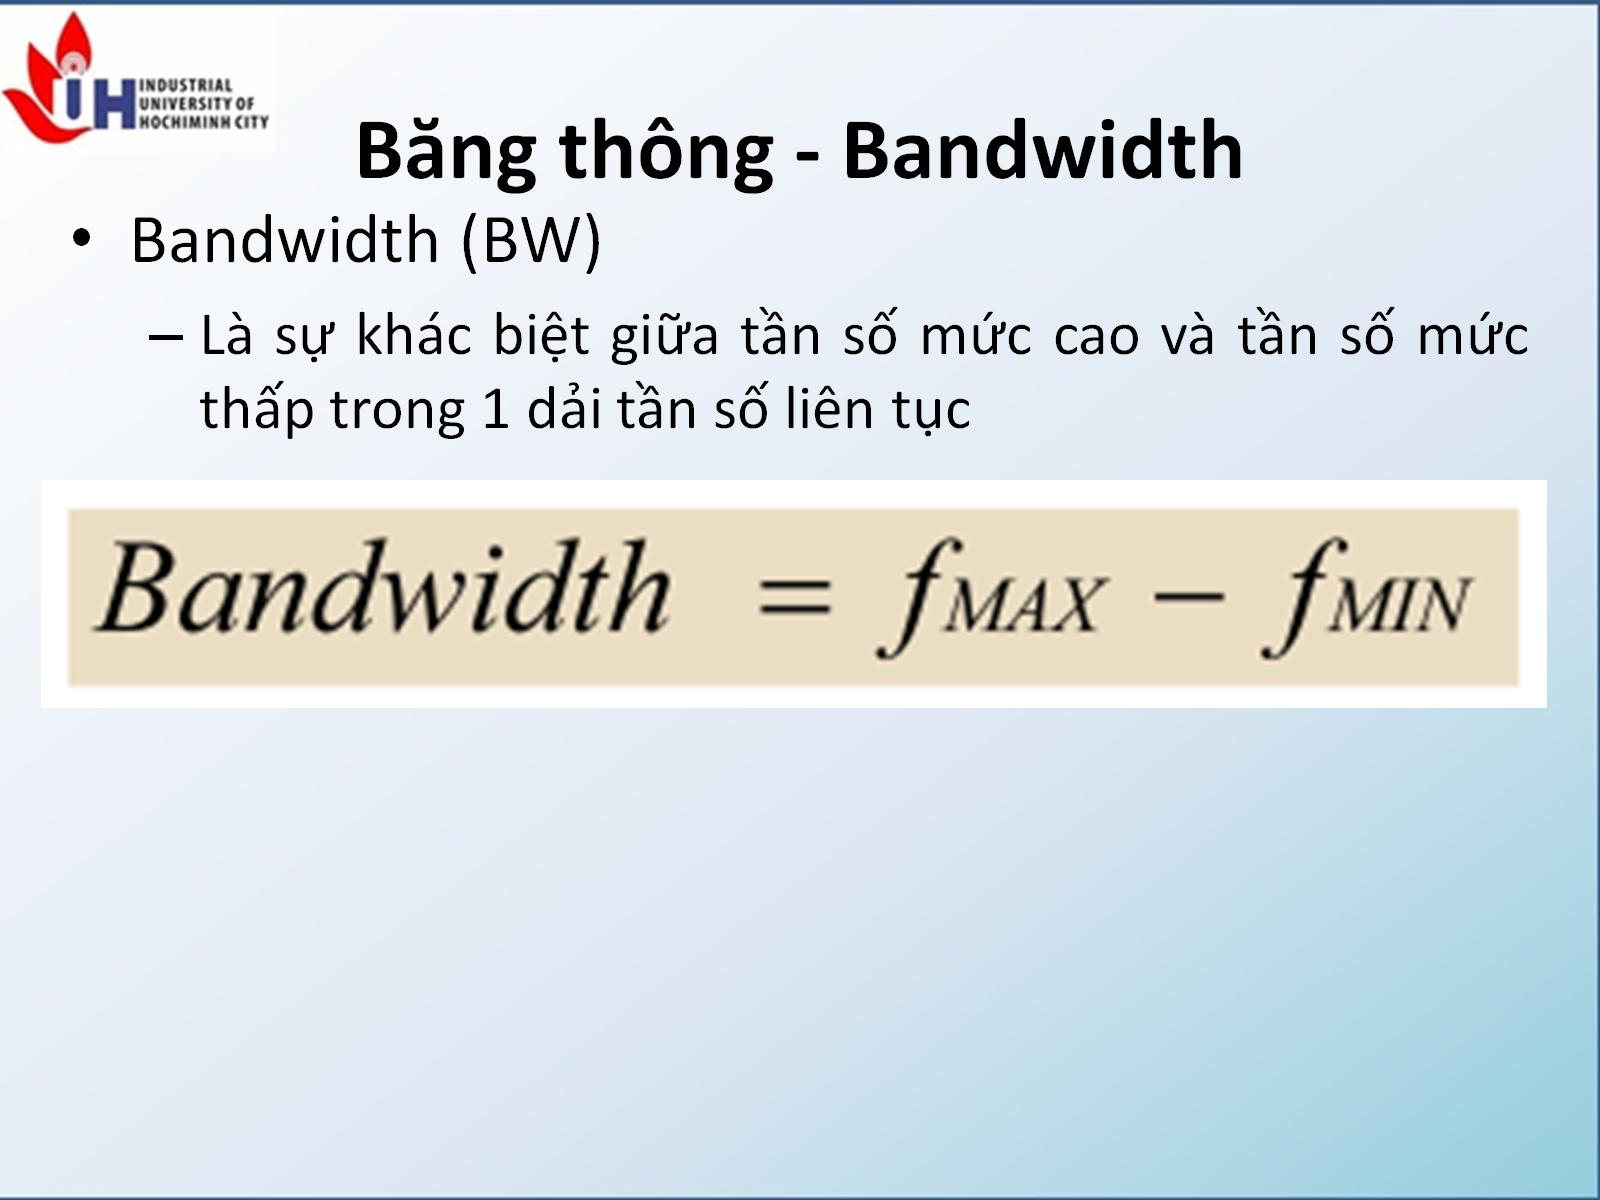 INDUSTRIAL
UNIVERSITY OF
HOCHIMINH CITY
Băng thông - Bandwidth
• Bandwidth (BW)
– Là sự khác biệt giữa tần số mức cao và tần số mức
thấp trong 1 dải tần số liên tục
Bandwidth = fMAX − fMIN